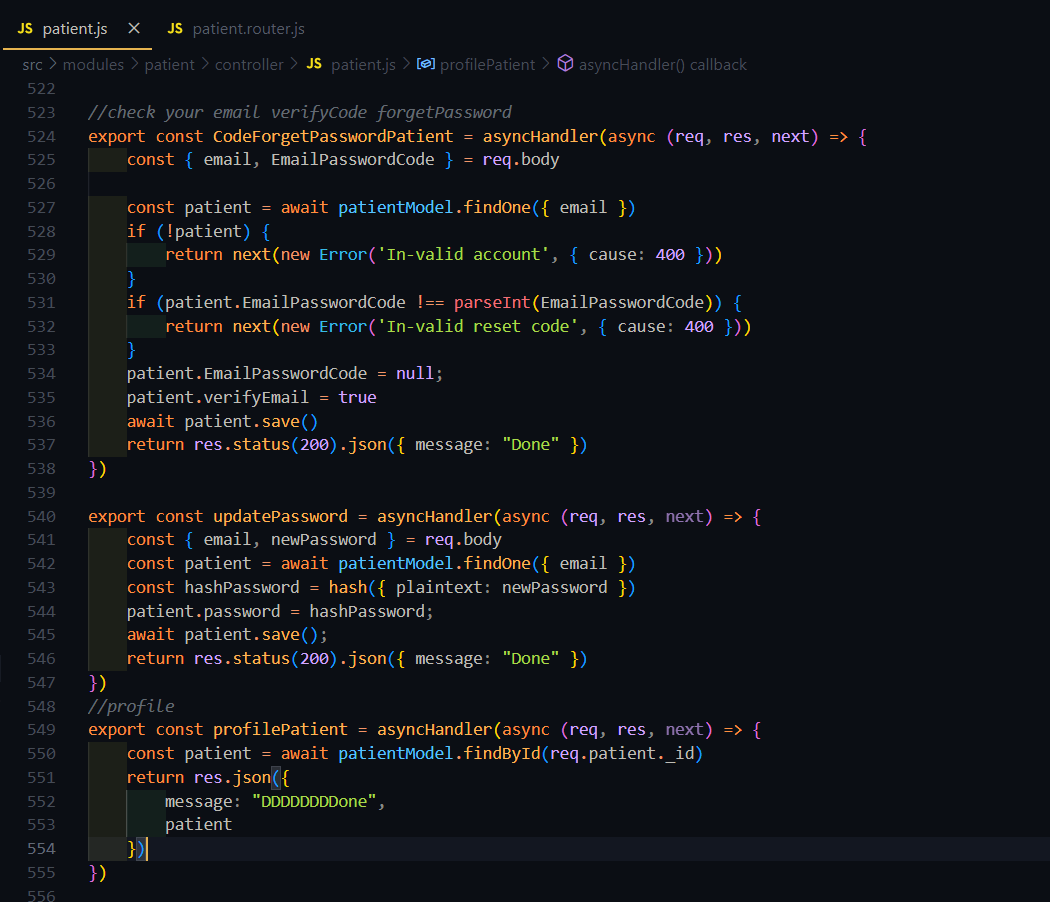 JS patient.js × JS patient.router.js
src > modules > patient > controller > JS patient.js > profilePatient > asyncHandler() callback
522
523 //check your email verifyCode forgetPassword
524 export const CodeForgetPasswordPatient = asyncHandler(async (req, res, next) => {
525     const { email, EmailPasswordCode } = req.body
526
527     const patient = await patientModel.findOne({ email })
528     if (!patient) {
529         return next(new Error('In-valid account', { cause: 400 }))
530     }
531     if (patient.EmailPasswordCode !== parseInt(EmailPasswordCode)) {
532         return next(new Error('In-valid reset code', { cause: 400 }))
533     }
534     patient.EmailPasswordCode = null;
535     patient.verifyEmail = true
536     await patient.save()
537     return res.status(200).json({ message: "Done" })
538 })
539
540 export const updatePassword = asyncHandler(async (req, res, next) => {
541     const { email, newPassword } = req.body
542     const patient = await patientModel.findOne({ email })
543     const hashPassword = hash({ plaintext: newPassword })
544     patient.password = hashPassword;
545     await patient.save();
546     return res.status(200).json({ message: "Done" })
547 })
548 //profile
549 export const profilePatient = asyncHandler(async (req, res, next) => {
550     const patient = await patientModel.findById(req.patient._id)
551     return res.json({
552         message: "DDDDDDDDone",
553         patient
554     })
555 })
556